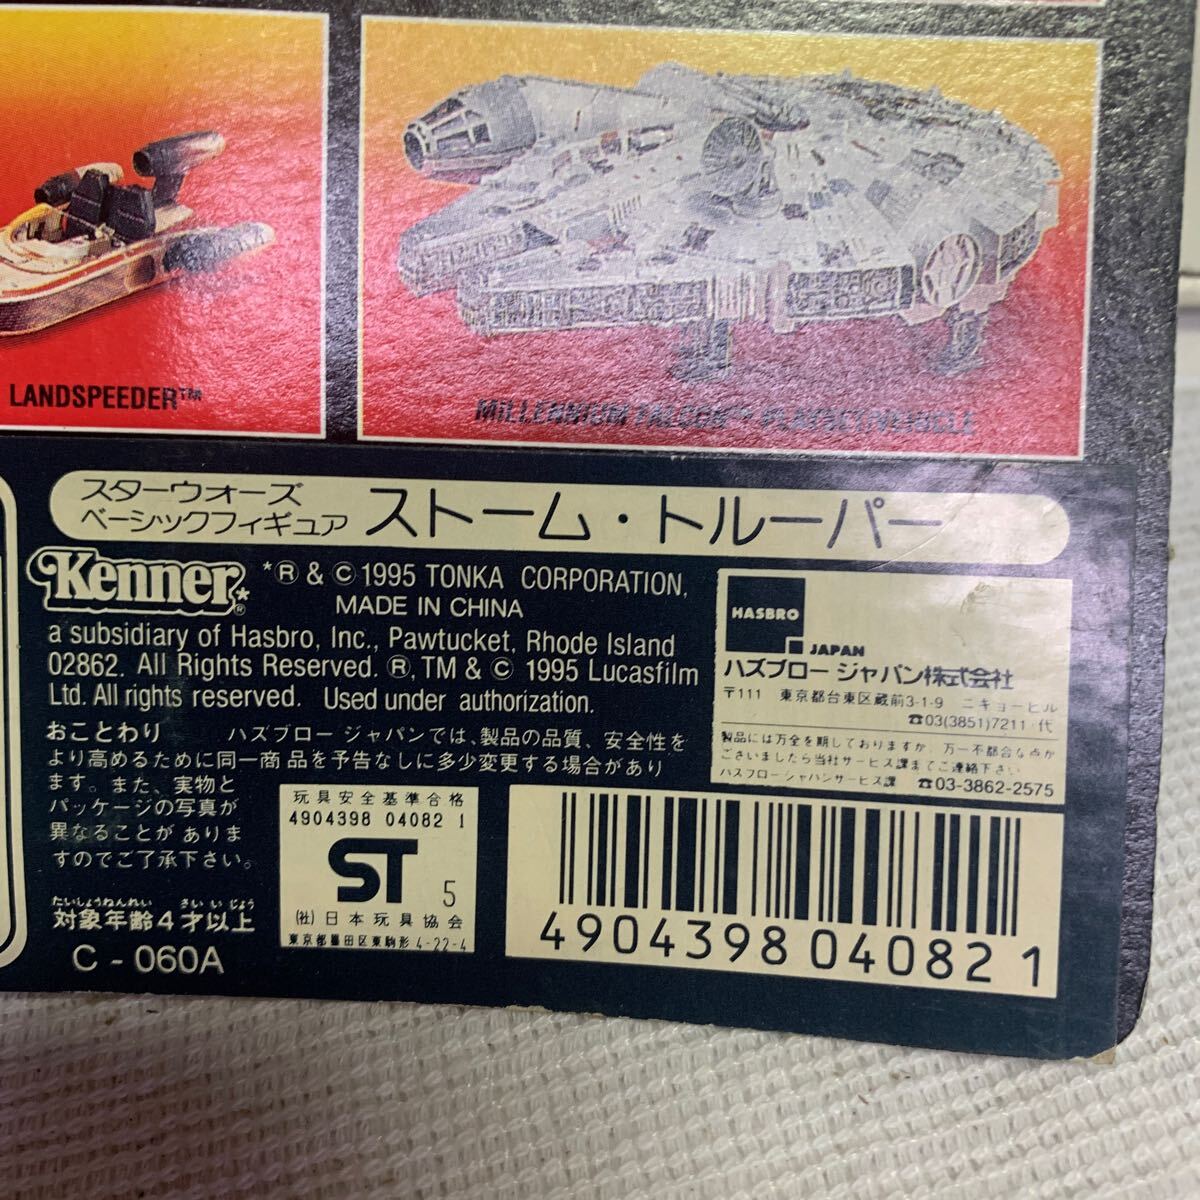 LANDSPEEDER™
MILLENNIUM FALCON™ PLAYSET/VEHICLE
スターウォーズ
ベーシックフィギュア ストーム・トルーパー
Kenner*® *® & © 1995 TONKA CORPORATION,
MADE IN CHINA
a subsidiary of Hasbro, Inc., Pawtucket, Rhode Island
02862. All Rights Reserved. ®, TM & © 1995 Lucasfilm
Ltd. All rights reserved. Used under authorization.
おことわり ハズブロー ジャパンでは、製品の品質、安全性を
より高めるために同一商品を予告なしに多少変更する場合があり
ます。また、実物と
パッケージの写真が
異なることがありま
すのでご了承下さい。
たいしょうねんれい さい いじょう
対象年齢4才以上
C - 060A
玩具安全基準合格
4904398 04082 1
ST 5
(社)日本玩具協会
東京都墨田区東駒形 4-22-4
HASBRO
JAPAN
ハズブロー ジャパン株式会社
〒111 東京都台東区蔵前3-1-9 ニチョービル
☎03(3851)7211・代
製品には万全を期しておりますが、万一不都合な点が
ございましたら当社サービス課までご連絡下さい
ハズブロージャパンサービス課 ☎03-3862-2575
4904398 04082 1